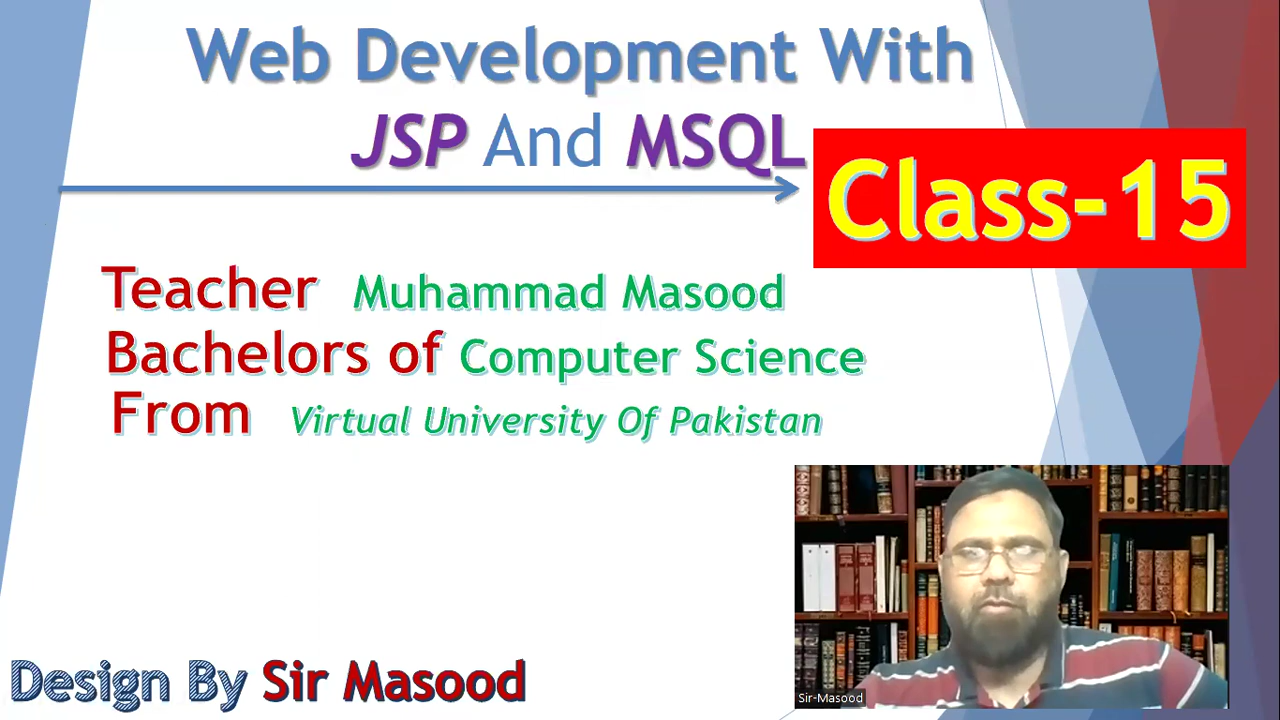 Web Development With
JSP And MSQL
Class-15
Teacher Muhammad Masood
Bachelors of Computer Science
From Virtual University Of Pakistan
Sir-Masood
Design By Sir Masood